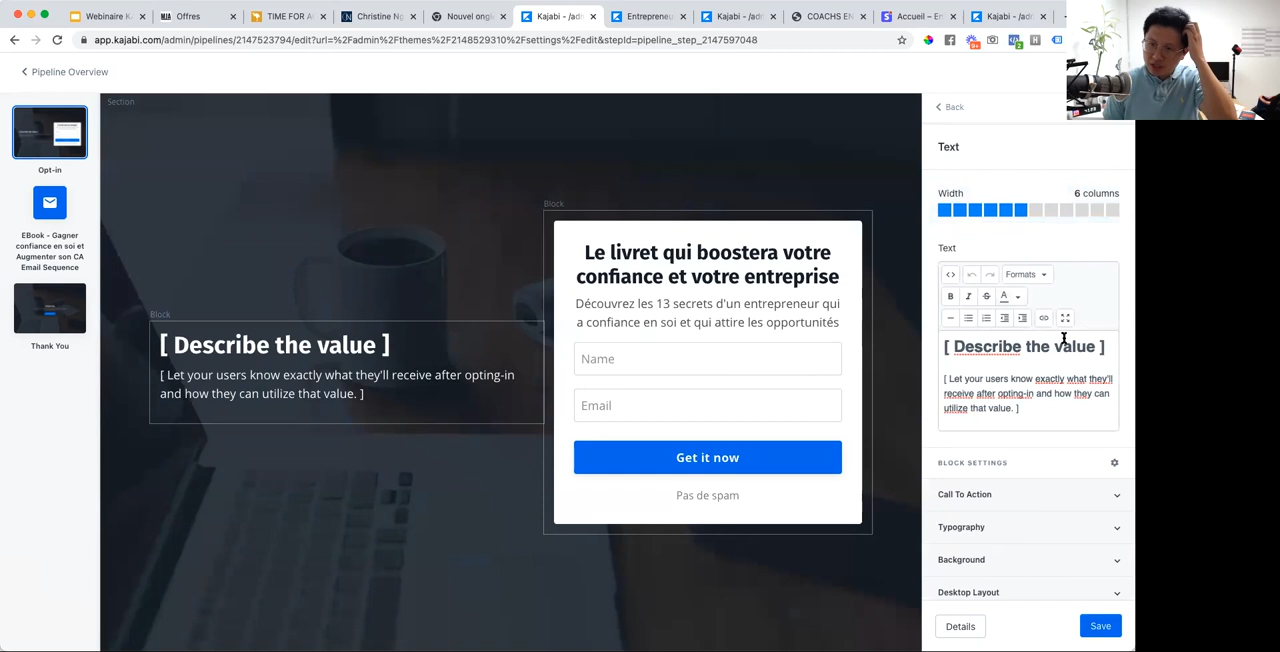 Webinaire K
Offres
TIME FOR A
Christine Ng
Nouvel ongl
Kajabi - /adr
Entrepreneu
Kajabi - /adm
COACHS EN
Accueil – En
Kajabi - /adr
app.kajabi.com/admin/pipelines/2147523794/edit?url=%2Fadmin%2Fthemes%2F2148529310%2Fsettings%2Fedit&stepId=pipeline_step_2147597048
Pipeline Overview
Opt-in
EBook - Gagner
confiance en soi et
Augmenter son CA
Email Sequence
Thank You
Section
Block
[ Describe the value ]
[ Let your users know exactly what they'll receive after opting-in
and how they can utilize that value. ]
Block
Le livret qui boostera votre
confiance et votre entreprise
Découvrez les 13 secrets d'un entrepreneur qui
a confiance en soi et qui attire les opportunités
Name
Email
Get it now
Pas de spam
Back
Text
Width 6 columns
Text
Formats
B I S A
[ Describe the value ]
[ Let your users know exactly what they'll
receive after opting-in and how they can
utilize that value. ]
BLOCK SETTINGS
Call To Action
Typography
Background
Desktop Layout
Details Save